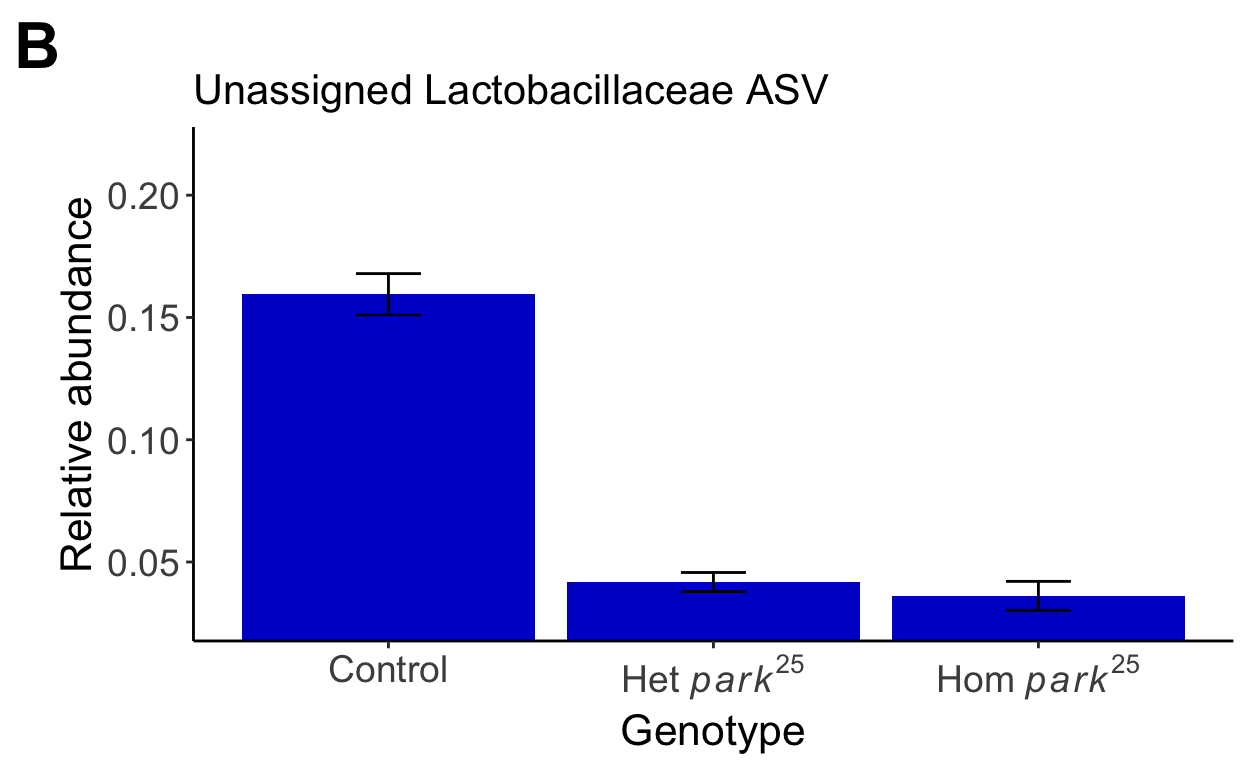 B
Unassigned Lactobacillaceae ASV
Relative abundance
0.20
0.15
0.10
0.05
Control
Het park²⁵
Hom park²⁵
Genotype